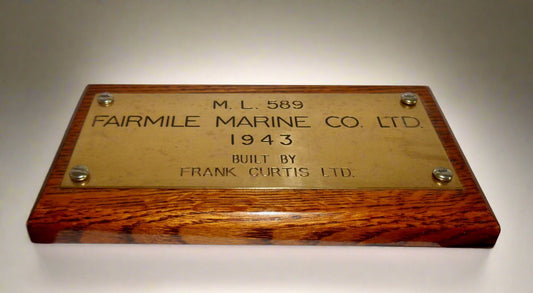 M. L. 589
FAIRMILE MARINE CO. LTD.
1943
BUILT BY
FRANK CURTIS LTD.